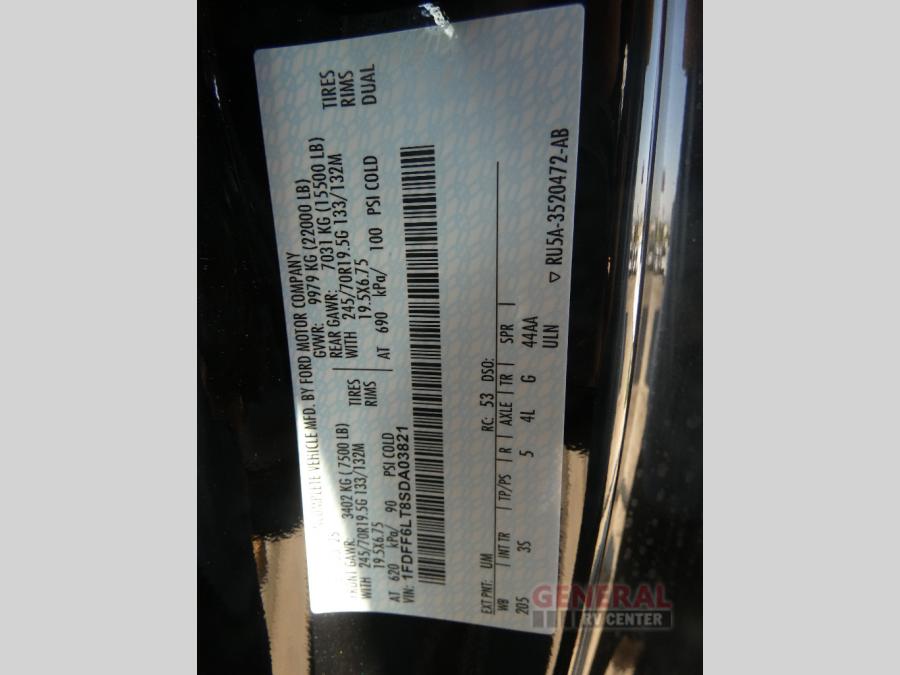 COMPLETE VEHICLE MFD. BY FORD MOTOR COMPANY
GVWR: 9979 KG (22000 LB)
FRONT GAWR: 3402 KG ( 7500 LB)
WITH 245/70R19.5G 133/132M TIRES
19.5X6.75 RIMS
AT 620 kPa/ 90 PSI COLD
REAR GAWR: 7031 KG (15500 LB)
WITH 245/70R19.5G 133/132M TIRES
19.5X6.75 RIMS
AT 690 kPa/ 100 PSI COLD DUAL
VIN: 1FDFF6LT8SDA03821
EXT PNT: UM RC: 53 DSO:
WB INT TR TP/PS R AXLE TR SPR
205 35 5 4L G 44AA
ULN
▽ RU5A-3520472-AB
GENERAL
RV CENTER